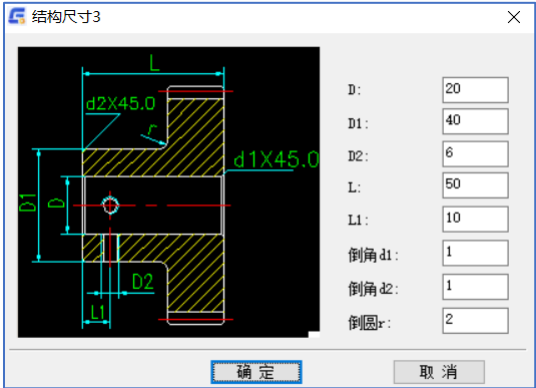 结构尺寸3
L
d2X45.0
r
d1X45.0
D1
D
D2
L1
D: 20
D1: 40
D2: 6
L: 50
L1: 10
倒角d1: 1
倒角d2: 1
倒圆r: 2
确 定
取 消